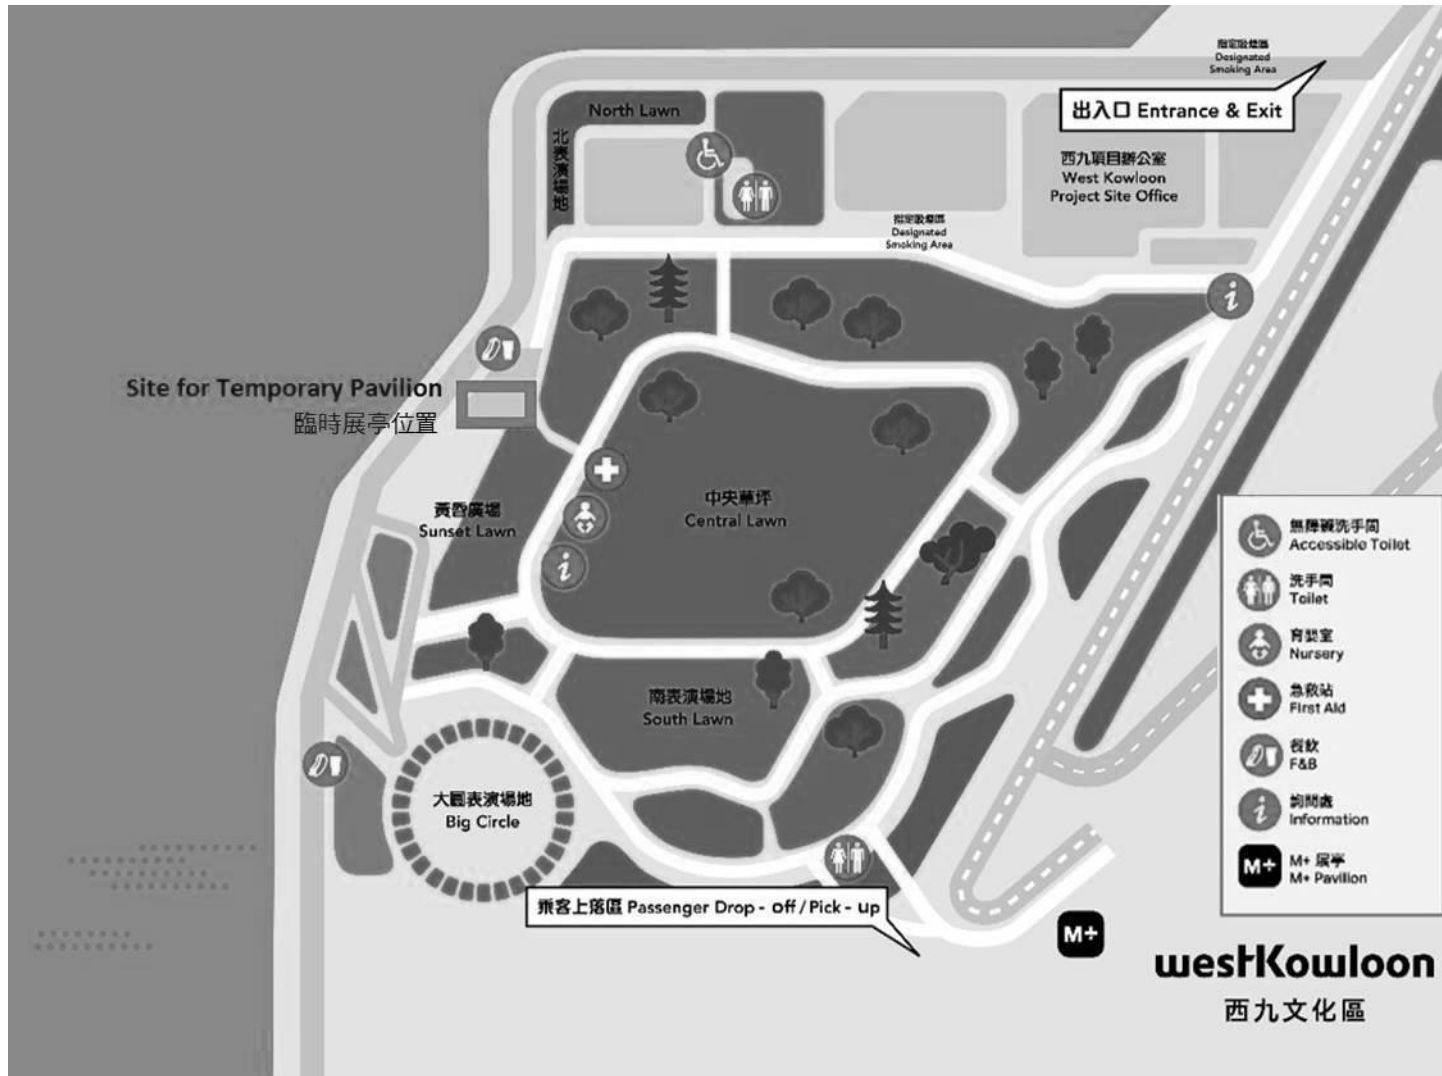 指定吸煙區
Designated
Smoking Area
出入口 Entrance & Exit
North Lawn
北表演場地
西九項目辦公室
West Kowloon
Project Site Office
指定吸煙區
Designated
Smoking Area
Site for Temporary Pavilion
臨時展亭位置
黃昏廣場
Sunset Lawn
中央草坪
Central Lawn
無障礙洗手間
Accessible Toilet
洗手間
Toilet
育嬰室
Nursery
急救站
First Aid
餐飲
F&B
詢問處
Information
M+
M+ 展亭
M+ Pavilion
南表演場地
South Lawn
大圓表演場地
Big Circle
乘客上落區 Passenger Drop - off / Pick - up
M+
westKowloon
西九文化區